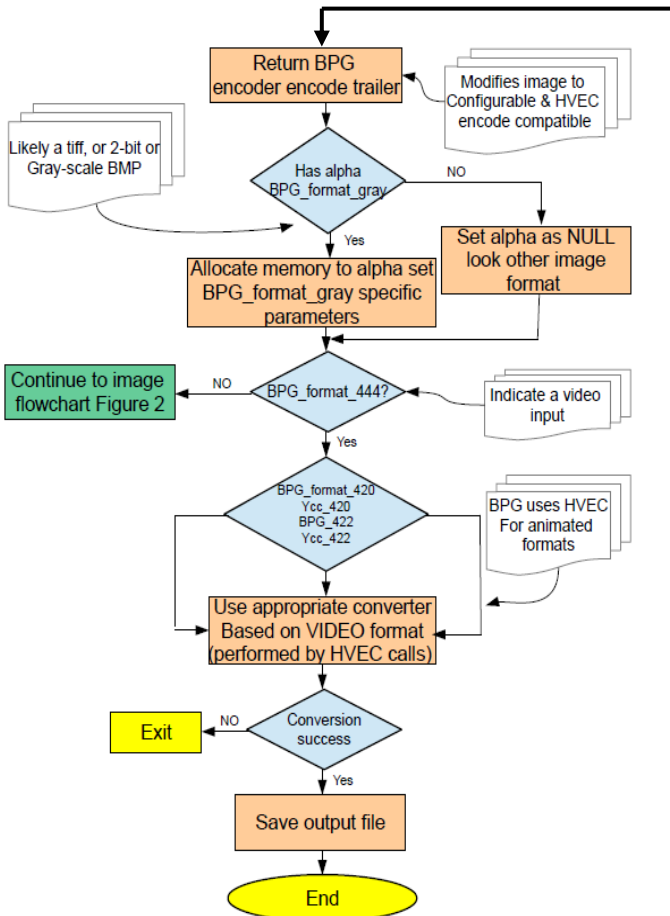 Return BPG
encoder encode trailer
Modifies image to
Configurable & HVEC
encode compatible
Likely a tiff, or 2-bit or
Gray-scale BMP
Has alpha
BPG_format_gray
NO
Yes
Set alpha as NULL
look other image
format
Allocate memory to alpha set
BPG_format_gray specific
parameters
Continue to image
flowchart Figure 2
NO
BPG_format_444?
Indicate a video
input
Yes
BPG_format_420
Ycc_420
BPG_422
Ycc_422
BPG uses HVEC
For animated
formats
Use appropriate converter
Based on VIDEO format
(performed by HVEC calls)
Exit
NO
Conversion
success
Yes
Save output file
End